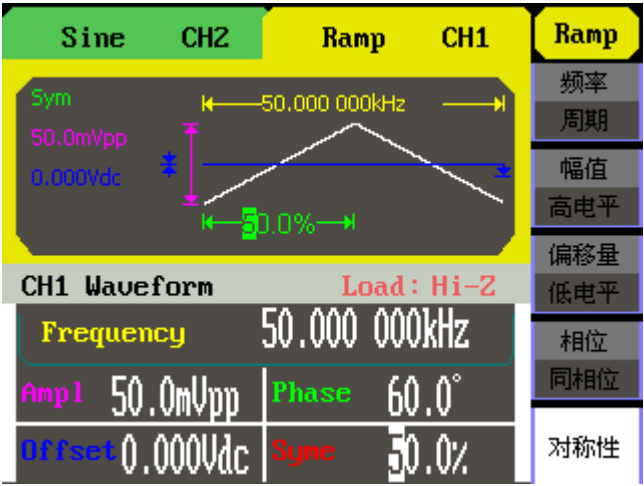 Sine CH2 Ramp CH1
Ramp
Sym
50.000 000kHz
50.0mVpp
0.000Vdc
50.0%
CH1 Waveform Load: Hi-Z
Frequency 50.000 000kHz
Ampl 50.0mVpp Phase 60.0°
Offset 0.000Vdc Syme 50.0%
频率
周期
幅值
高电平
偏移量
低电平
相位
同相位
对称性